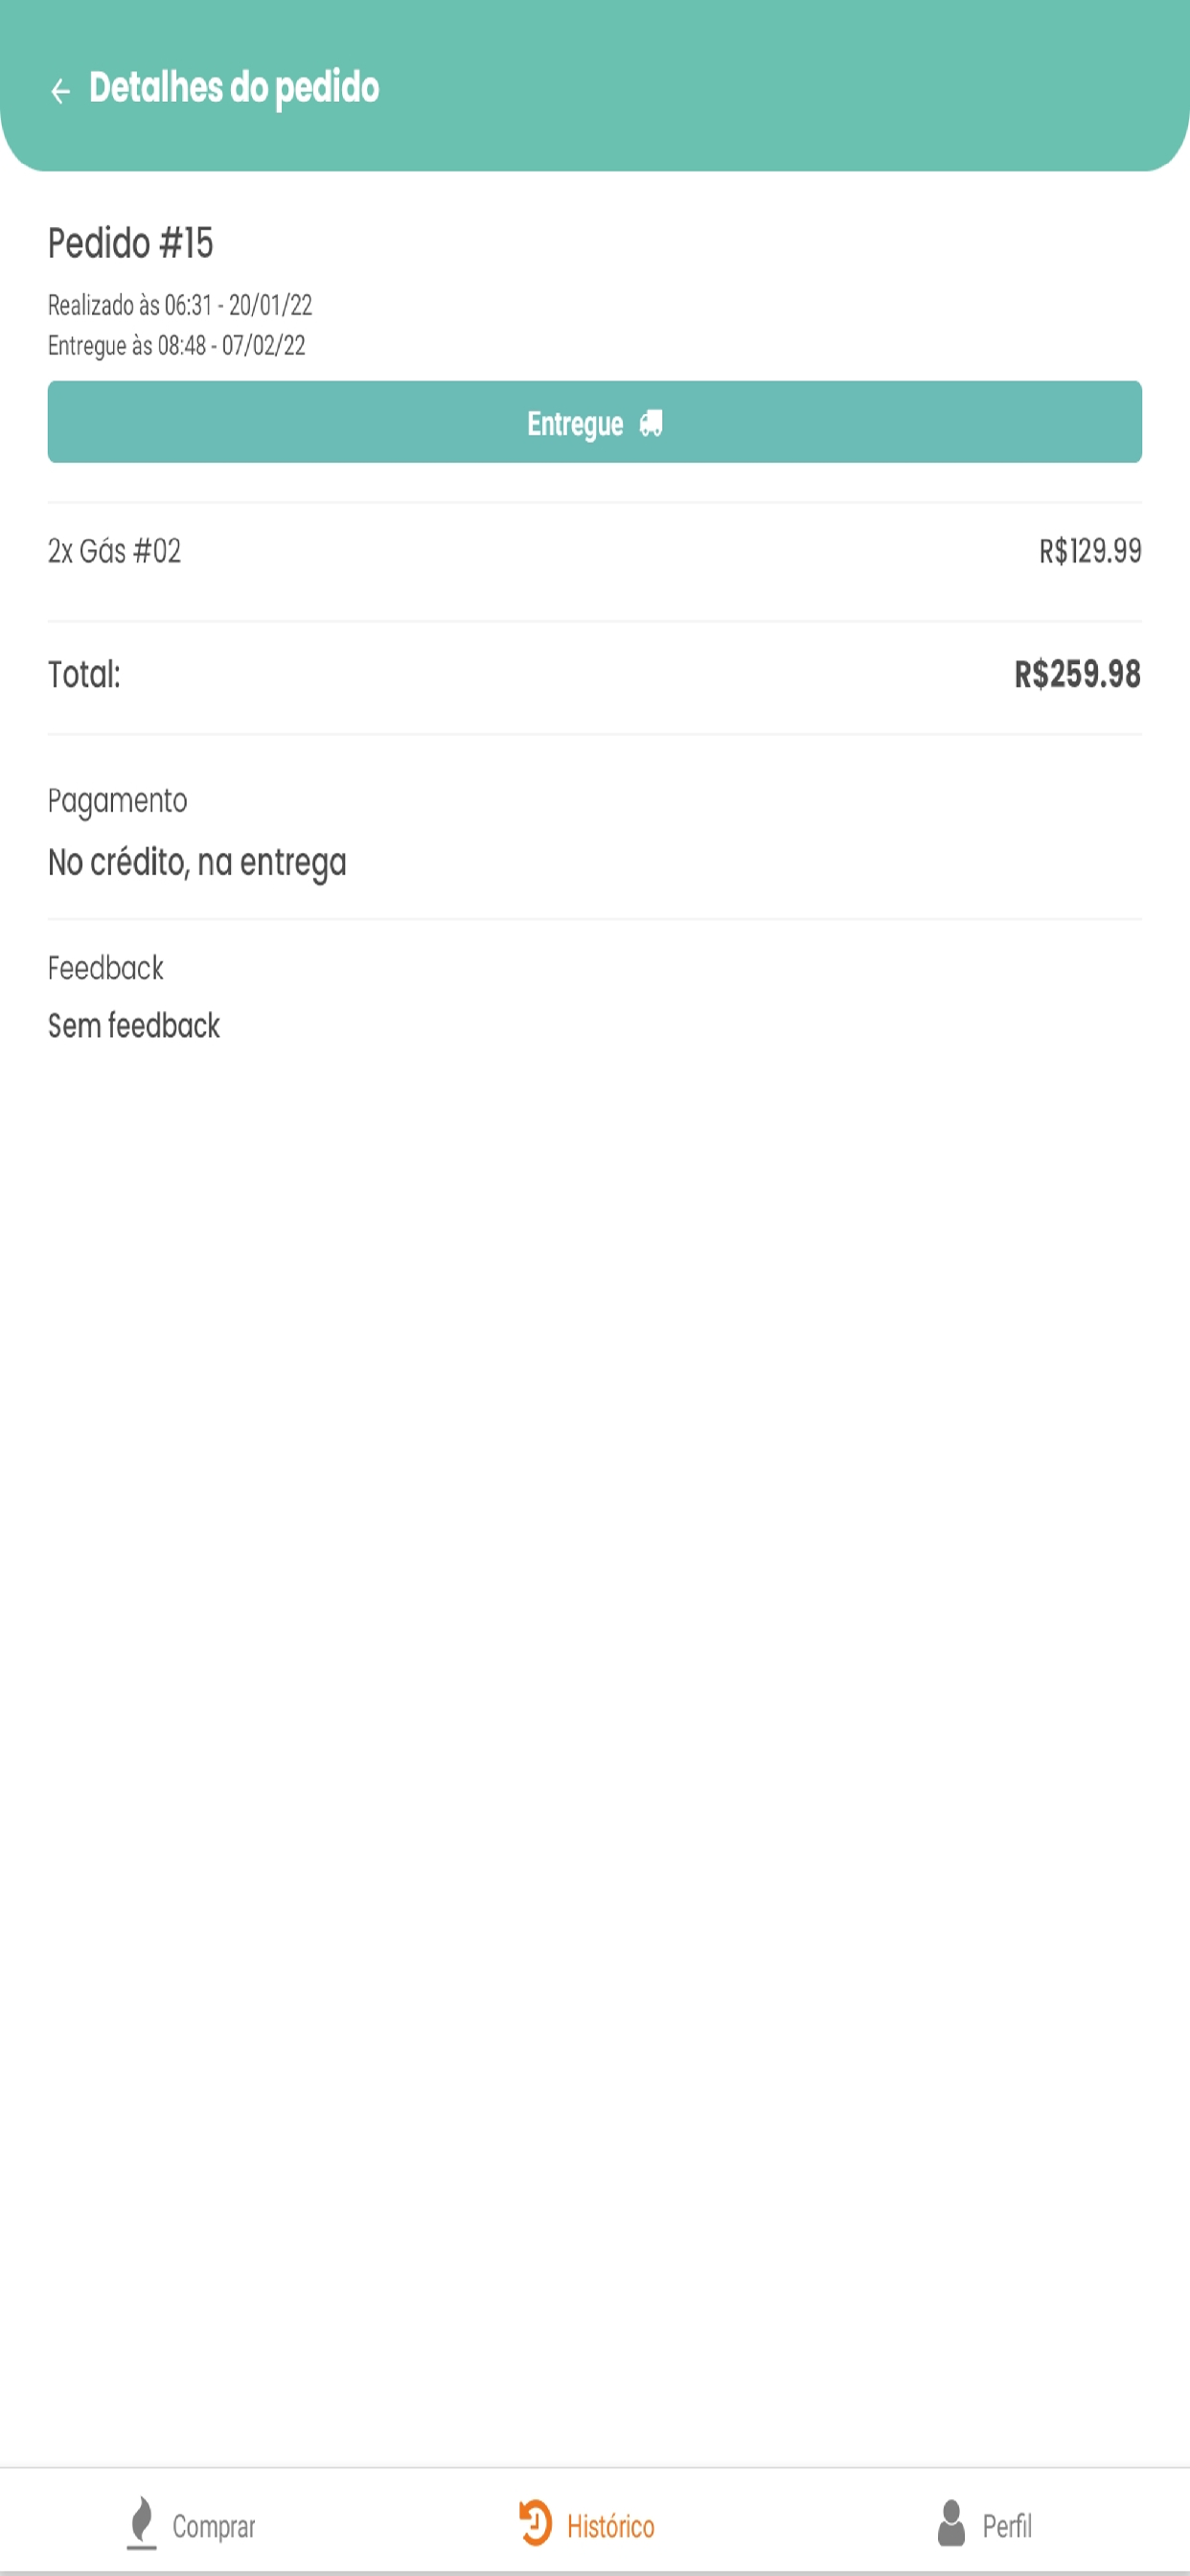 Detalhes do pedido
Pedido #15
Realizado às 06:31 - 20/01/22
Entregue às 08:48 - 07/02/22
Entregue
2x Gás #02 R$129.99
Total: R$259.98
Pagamento
No crédito, na entrega
Feedback
Sem feedback
Comprar Histórico Perfil